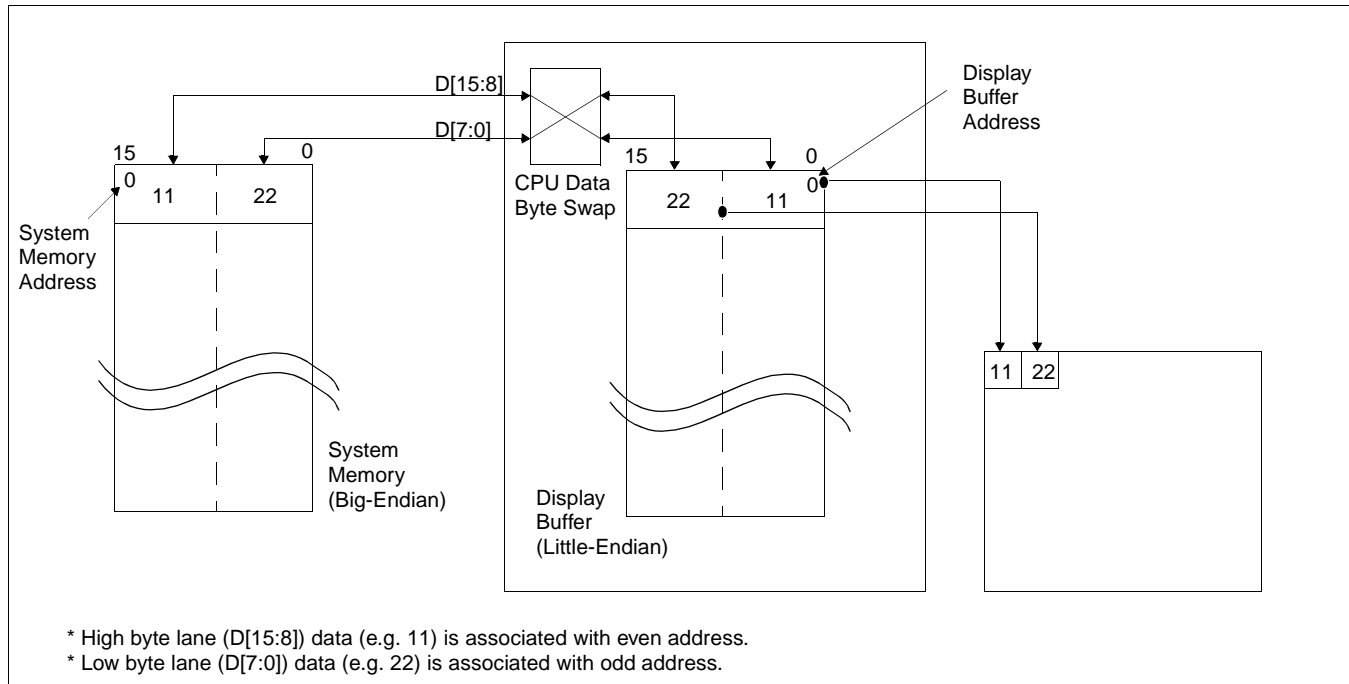 D[15:8]
D[7:0]
15
0
0
11
22
System
Memory
Address
System
Memory
(Big-Endian)
CPU Data
Byte Swap
15
0
0
22
11
Display
Buffer
Address
Display
Buffer
(Little-Endian)
11
22
* High byte lane (D[15:8]) data (e.g. 11) is associated with even address.
* Low byte lane (D[7:0]) data (e.g. 22) is associated with odd address.